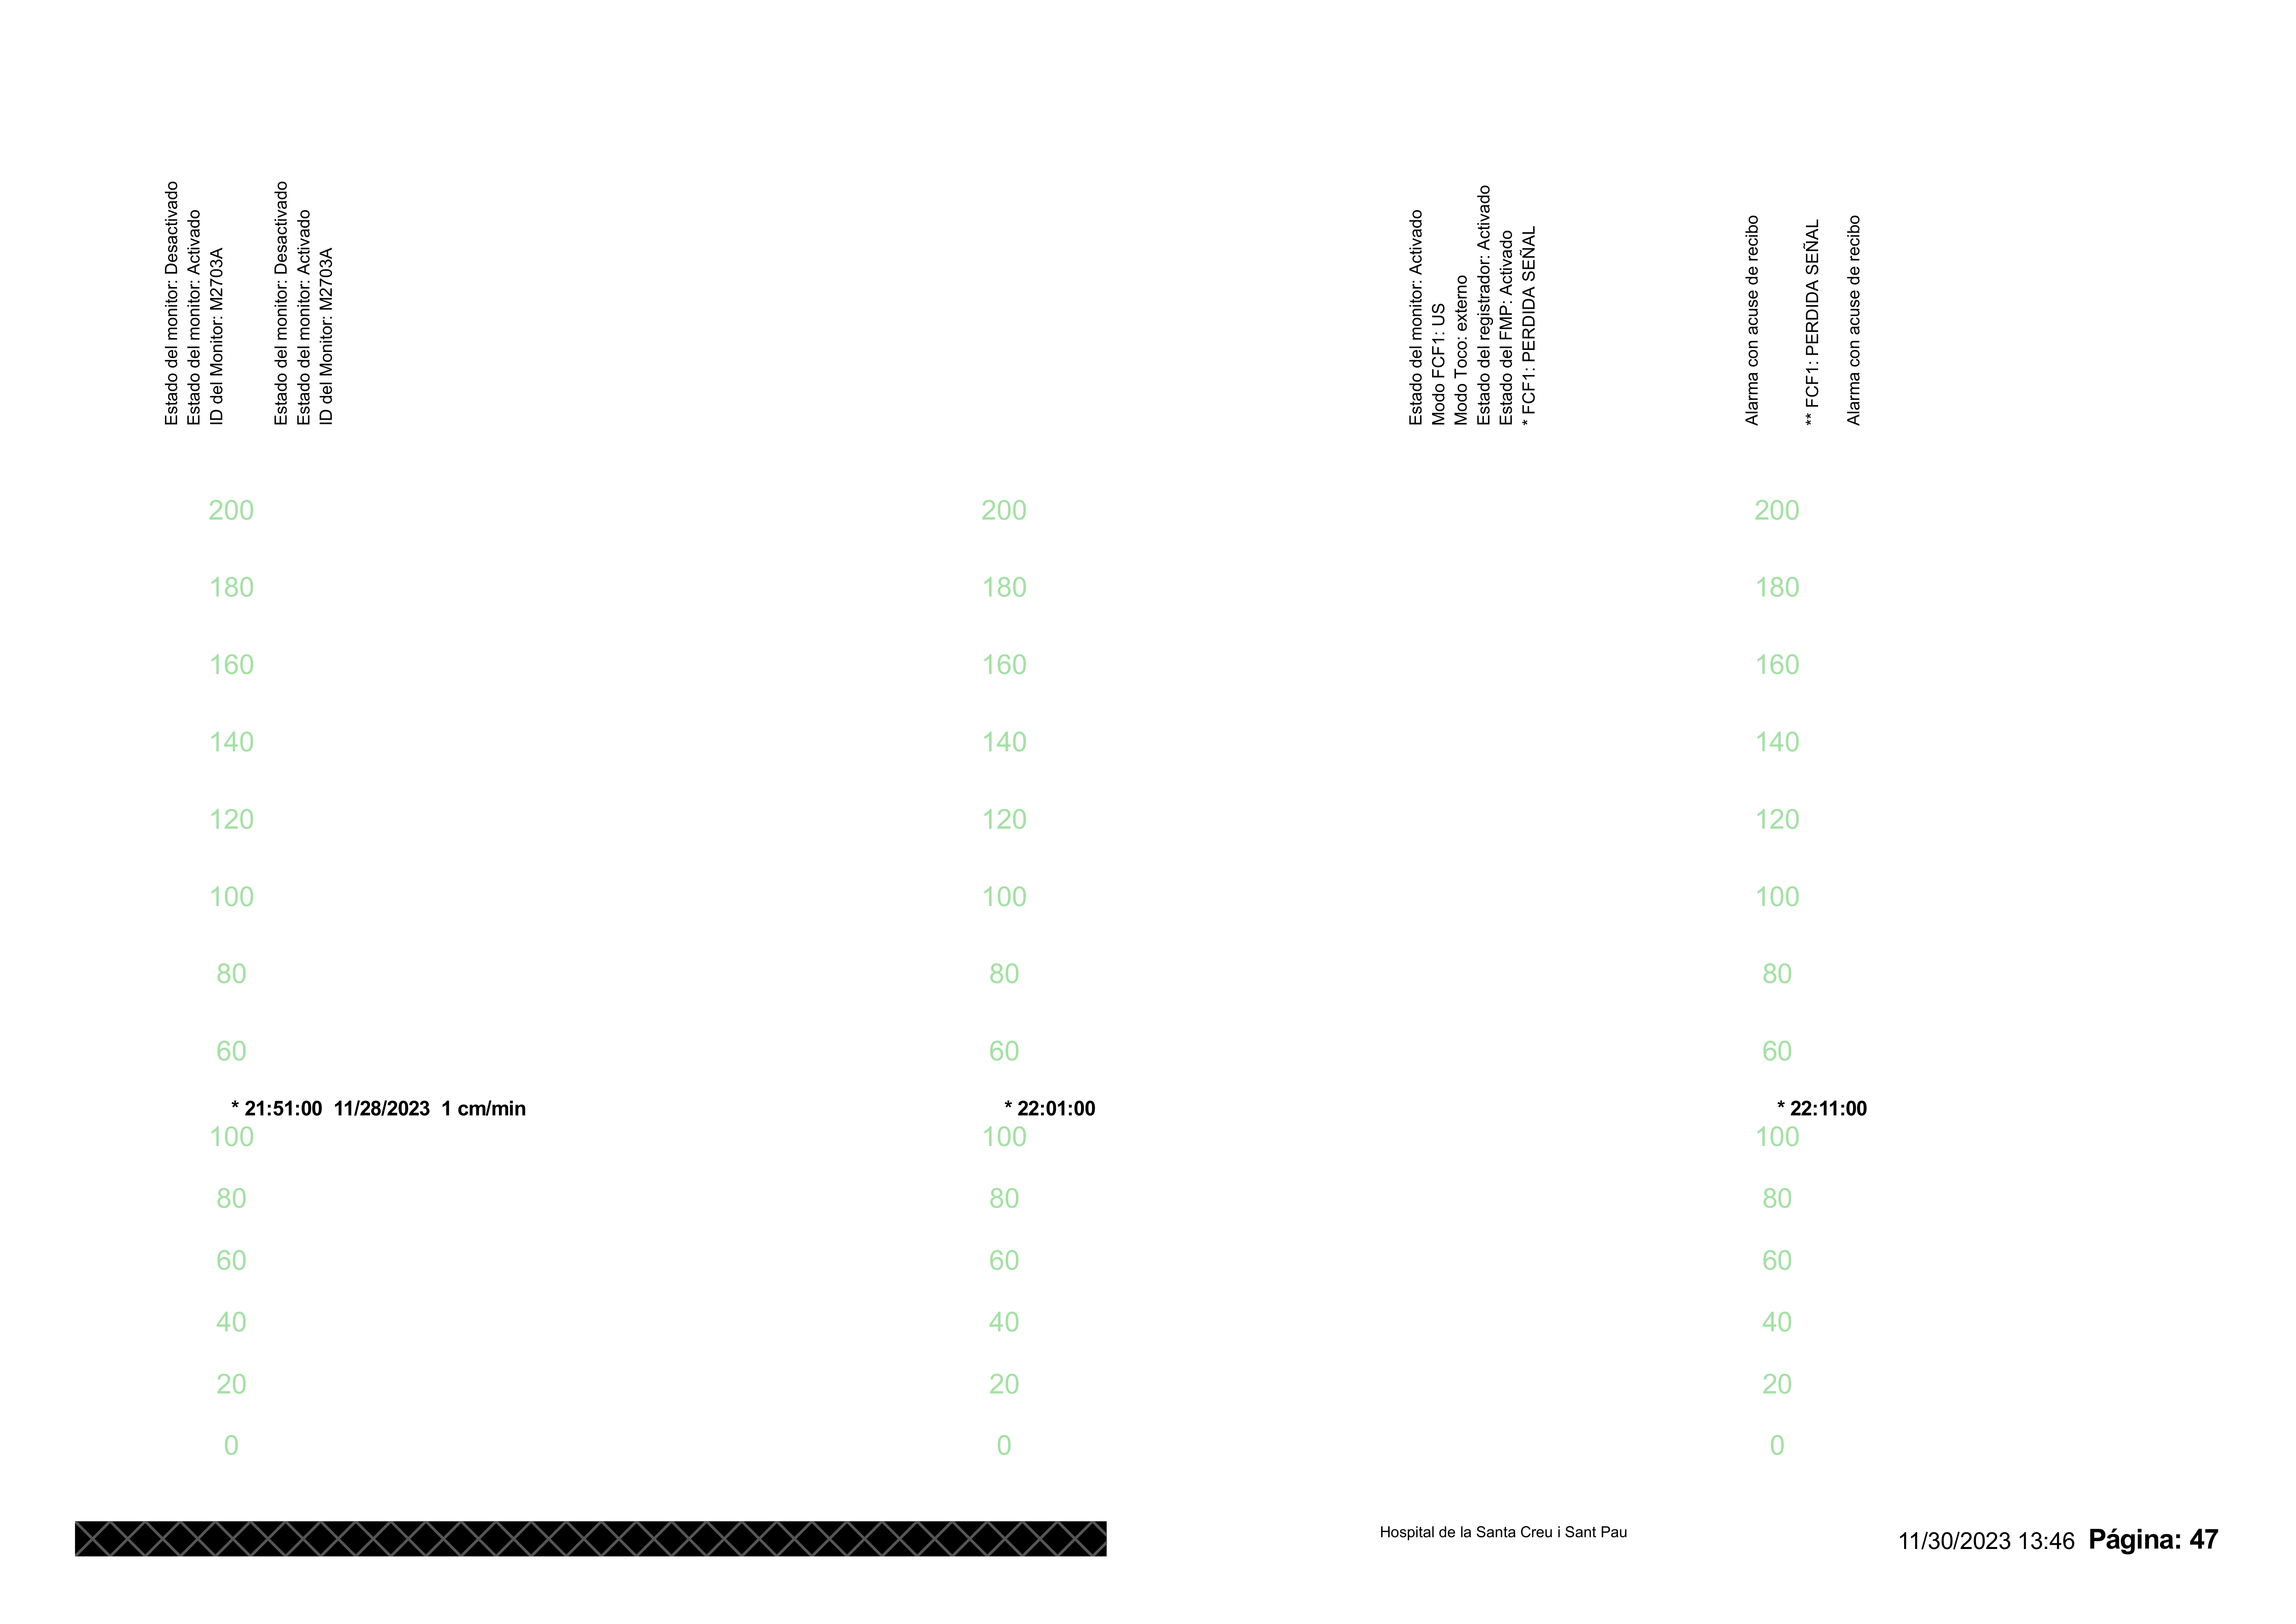 Estado del monitor: Desactivado
Estado del monitor: Activado
ID del Monitor: M2703A
Estado del monitor: Desactivado
Estado del monitor: Activado
ID del Monitor: M2703A
Estado del monitor: Activado
Modo FCF1: US
Modo Toco: externo
Estado del registrador: Activado
Estado del FMP: Activado
* FCF1: PERDIDA SEÑAL
Alarma con acuse de recibo
** FCF1: PERDIDA SEÑAL
Alarma con acuse de recibo
200 200 200
180 180 180
160 160 160
140 140 140
120 120 120
100 100 100
80 80 80
60 60 60
* 21:51:00 11/28/2023 1 cm/min * 22:01:00 * 22:11:00
100 100 100
80 80 80
60 60 60
40 40 40
20 20 20
0 0 0
Hospital de la Santa Creu i Sant Pau
11/30/2023 13:46 Página: 47